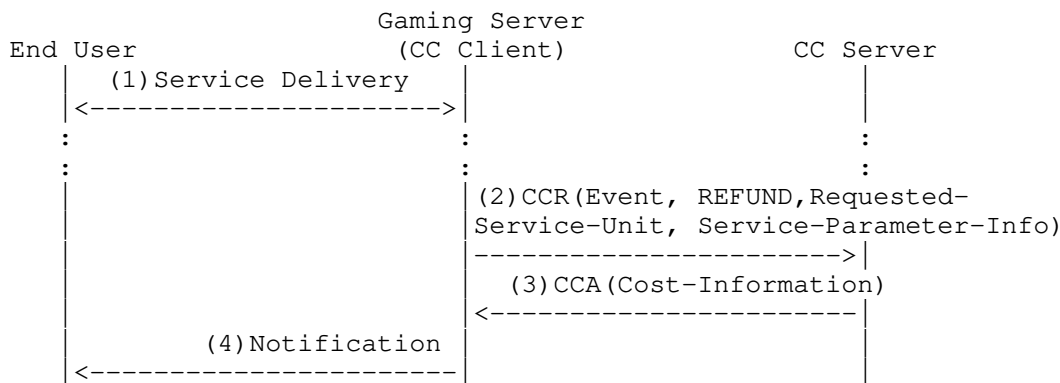 Gaming Server
End User (CC Client) CC Server
(1)Service Delivery
(2)CCR(Event, REFUND,Requested-
Service-Unit, Service-Parameter-Info)
(3)CCA(Cost-Information)
(4)Notification